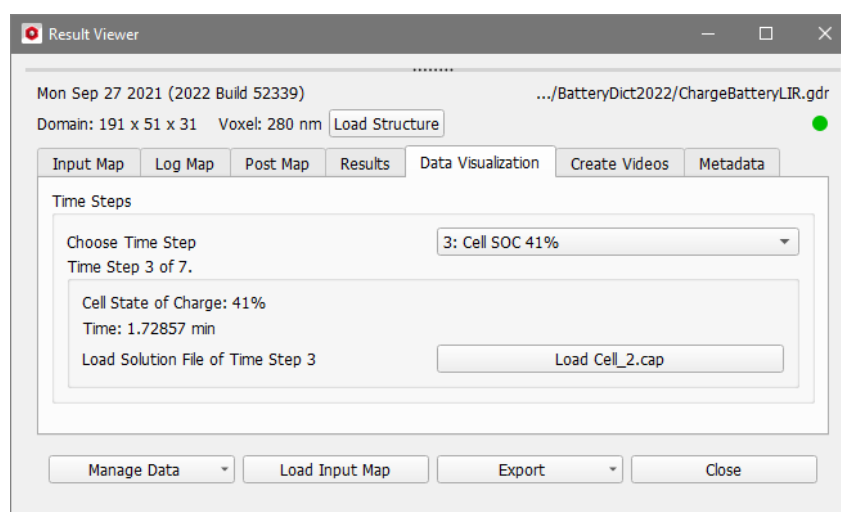 Result Viewer
Mon Sep 27 2021 (2022 Build 52339) .../BatteryDict2022/ChargeBatteryLIR.gdr
Domain: 191 x 51 x 31 Voxel: 280 nm Load Structure
Input Map Log Map Post Map Results Data Visualization Create Videos Metadata
Time Steps
Choose Time Step 3: Cell SOC 41%
Time Step 3 of 7.
Cell State of Charge: 41%
Time: 1.72857 min
Load Solution File of Time Step 3 Load Cell_2.cap
Manage Data Load Input Map Export Close